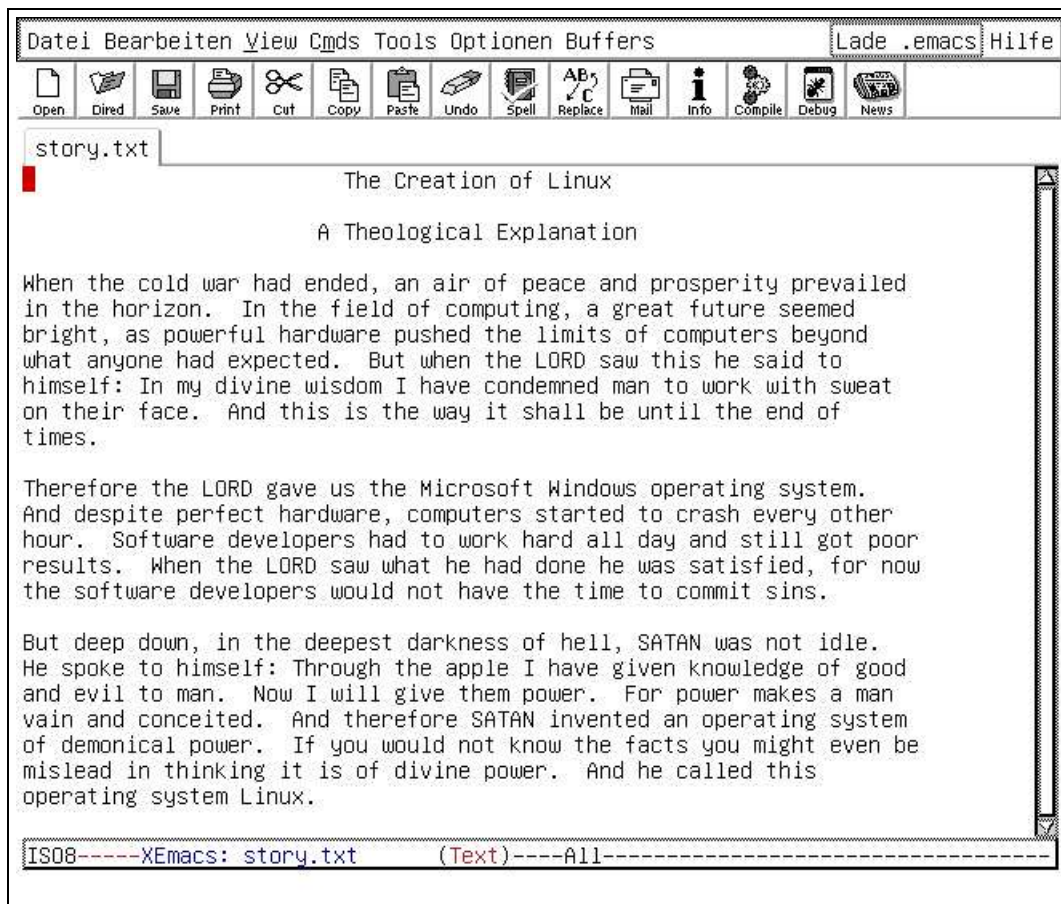 Datei Bearbeiten View Cmds Tools Optionen Buffers Lade .emacs Hilfe
Open Dired Save Print Cut Copy Paste Undo Spell Replace Mail Info Compile Debug News
story.txt
The Creation of Linux
A Theological Explanation
When the cold war had ended, an air of peace and prosperity prevailed
in the horizon.  In the field of computing, a great future seemed
bright, as powerful hardware pushed the limits of computers beyond
what anyone had expected.  But when the LORD saw this he said to
himself: In my divine wisdom I have condemned man to work with sweat
on their face.  And this is the way it shall be until the end of
times.
Therefore the LORD gave us the Microsoft Windows operating system.
And despite perfect hardware, computers started to crash every other
hour.  Software developers had to work hard all day and still got poor
results.  When the LORD saw what he had done he was satisfied, for now
the software developers would not have the time to commit sins.
But deep down, in the deepest darkness of hell, SATAN was not idle.
He spoke to himself: Through the apple I have given knowledge of good
and evil to man.  Now I will give them power.  For power makes a man
vain and conceited.  And therefore SATAN invented an operating system
of demonical power.  If you would not know the facts you might even be
mislead in thinking it is of divine power.  And he called this
operating system Linux.
ISO8-----XEmacs: story.txt      (Text)----All----------------------------------